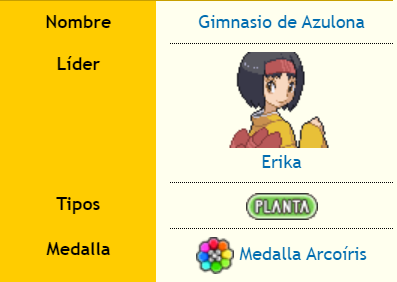 Nombre Gimnasio de Azulona
Líder
Erika
Tipos PLANTA
Medalla Medalla Arcoíris